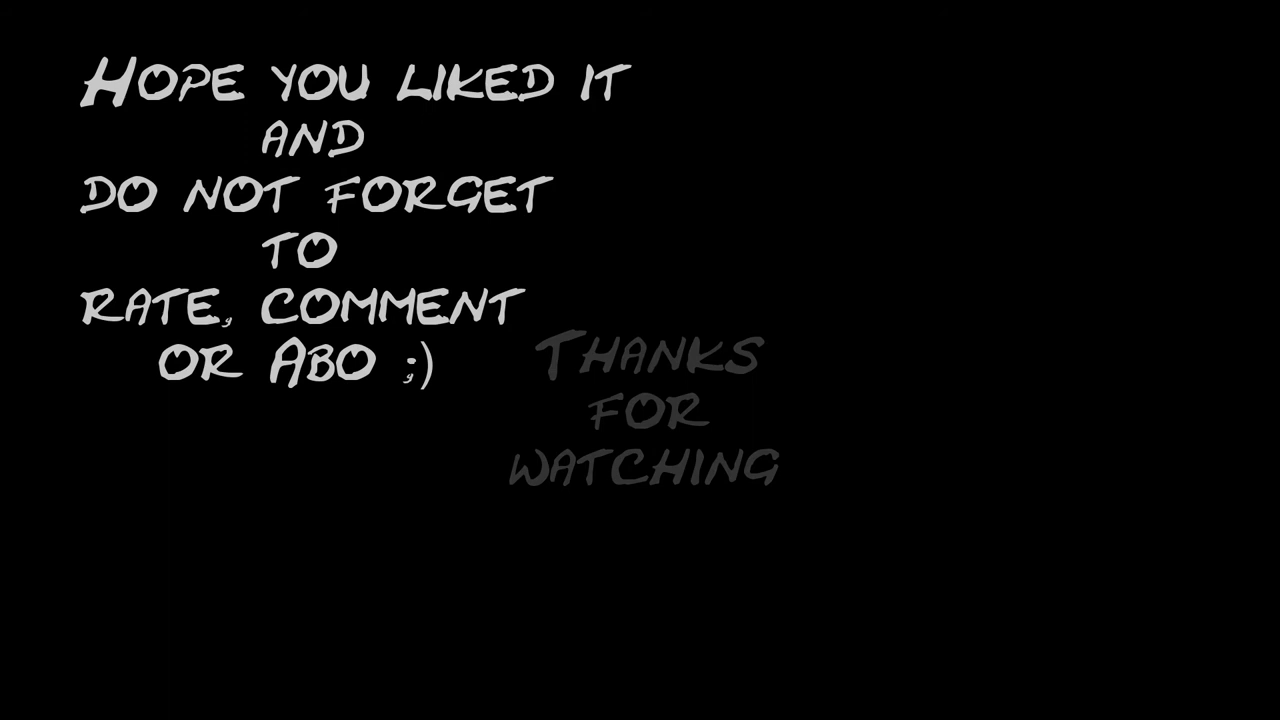 Hope you liked it
and
do not forget
to
rate, comment
or Abo ;)
Thanks
for
watching